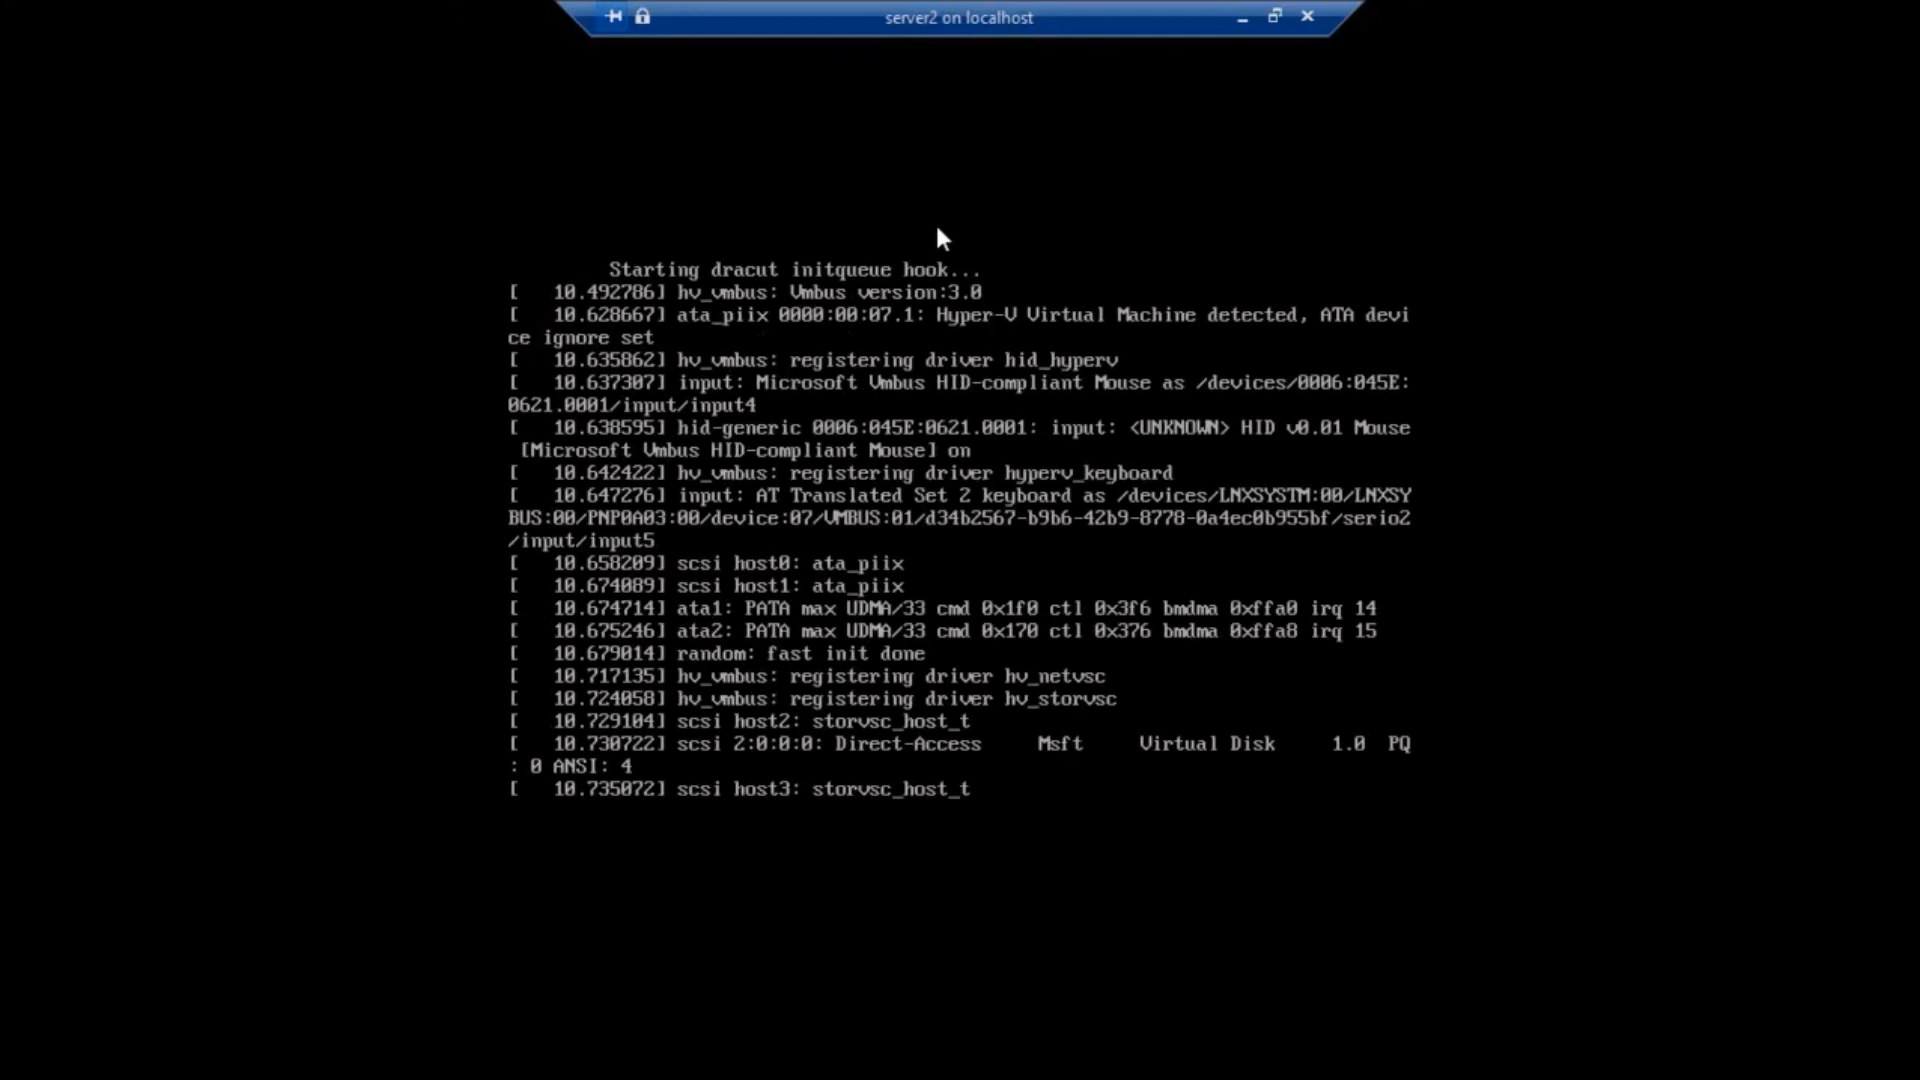 server2 on localhost
Starting dracut initqueue hook...
[   10.492786] hv_vmbus: Vmbus version:3.0
[   10.628667] ata_piix 0000:00:07.1: Hyper-V Virtual Machine detected, ATA devi
ce ignore set
[   10.635862] hv_vmbus: registering driver hid_hyperv
[   10.637307] input: Microsoft Vmbus HID-compliant Mouse as /devices/0006:045E:
0621.0001/input/input4
[   10.638595] hid-generic 0006:045E:0621.0001: input: <UNKNOWN> HID v0.01 Mouse
[Microsoft Vmbus HID-compliant Mouse] on
[   10.642422] hv_vmbus: registering driver hyperv_keyboard
[   10.647276] input: AT Translated Set 2 keyboard as /devices/LNXSYSTM:00/LNXSY
BUS:00/PNP0A03:00/device:07/VMBUS:01/d34b2567-b9b6-42b9-8778-0a4ec0b955bf/serio2
/input/input5
[   10.658209] scsi host0: ata_piix
[   10.674089] scsi host1: ata_piix
[   10.674714] ata1: PATA max UDMA/33 cmd 0x1f0 ctl 0x3f6 bmdma 0xffa0 irq 14
[   10.675246] ata2: PATA max UDMA/33 cmd 0x170 ctl 0x376 bmdma 0xffa8 irq 15
[   10.679014] random: fast init done
[   10.717135] hv_vmbus: registering driver hv_netvsc
[   10.724058] hv_vmbus: registering driver hv_storvsc
[   10.729104] scsi host2: storvsc_host_t
[   10.730722] scsi 2:0:0:0: Direct-Access     Msft     Virtual Disk     1.0  PQ
: 0 ANSI: 4
[   10.735072] scsi host3: storvsc_host_t